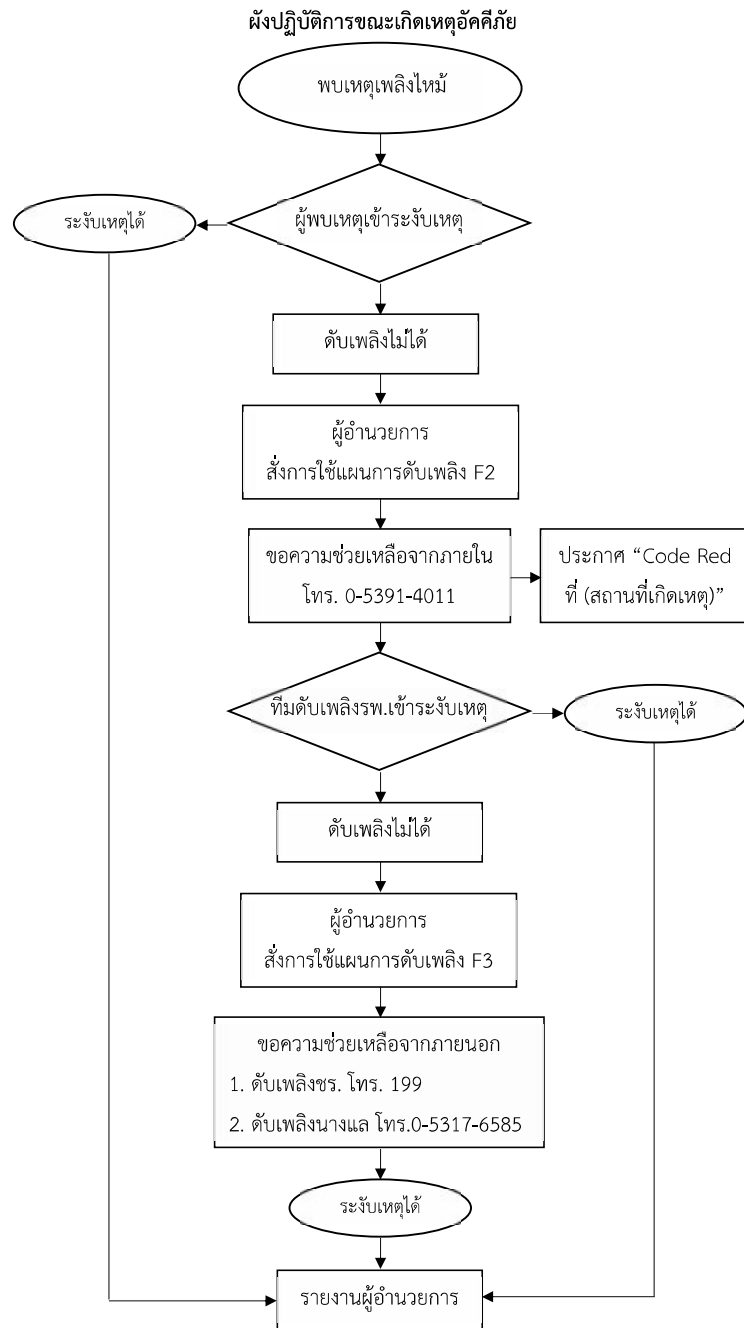 ผังปฏิบัติการขณะเกิดเหตุอัคคีภัย
พบเหตุเพลิงไหม้
ระงับเหตุได้
ผู้พบเหตุเข้าระงับเหตุ
ดับเพลิงไม่ได้
ผู้อำนวยการ
สั่งการใช้แผนการดับเพลิง F2
ขอความช่วยเหลือจากภายใน
โทร. 0-5391-4011
ประกาศ “Code Red
ที่ (สถานที่เกิดเหตุ)”
ทีมดับเพลิงรพ.เข้าระงับเหตุ
ระงับเหตุได้
ดับเพลิงไม่ได้
ผู้อำนวยการ
สั่งการใช้แผนการดับเพลิง F3
ขอความช่วยเหลือจากภายนอก
1. ดับเพลิงชร. โทร. 199
2. ดับเพลิงนางแล โทร.0-5317-6585
ระงับเหตุได้
รายงานผู้อำนวยการ